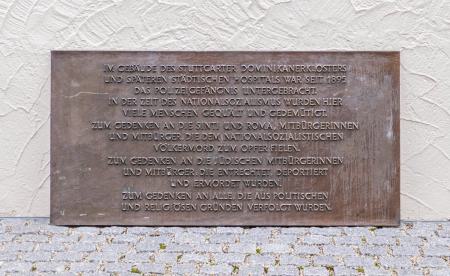 IM GEBÄUDE DES STUTTGARTER DOMINIKANERKLOSTERS
UND SPÄTEREN STÄDTISCHEN HOSPITALS WAR SEIT 1895
DAS POLIZEIGEFÄNGNIS UNTERGEBRACHT.
IN DER ZEIT DES NATIONALSOZIALISMUS WURDEN HIER
VIELE MENSCHEN GEQUÄLT UND GEDEMÜTIGT.
ZUM GEDENKEN AN DIE SINTI UND ROMA, MITBÜRGERINNEN
UND MITBÜRGER, DIE DEM NATIONALSOZIALISTISCHEN
VÖLKERMORD ZUM OPFER FIELEN.
ZUM GEDENKEN AN DIE JÜDISCHEN MITBÜRGERINNEN
UND MITBÜRGER, DIE ENTRECHTET, DEPORTIERT
UND ERMORDET WURDEN.
ZUM GEDENKEN AN ALLE, DIE AUS POLITISCHEN
UND RELIGIÖSEN GRÜNDEN VERFOLGT WURDEN.